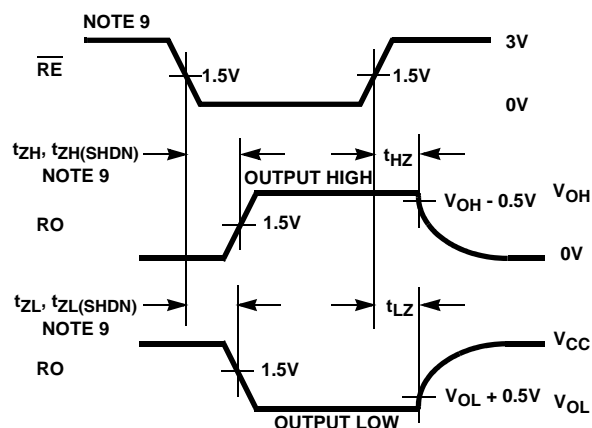 NOTE 9
RE
1.5V
1.5V
3V
0V
tZH, tZH(SHDN)
NOTE 9
tHZ
OUTPUT HIGH
RO
1.5V
VOH - 0.5V
VOH
0V
tZL, tZL(SHDN)
NOTE 9
tLZ
RO
1.5V
VCC
VOL + 0.5V
VOL
OUTPUT LOW